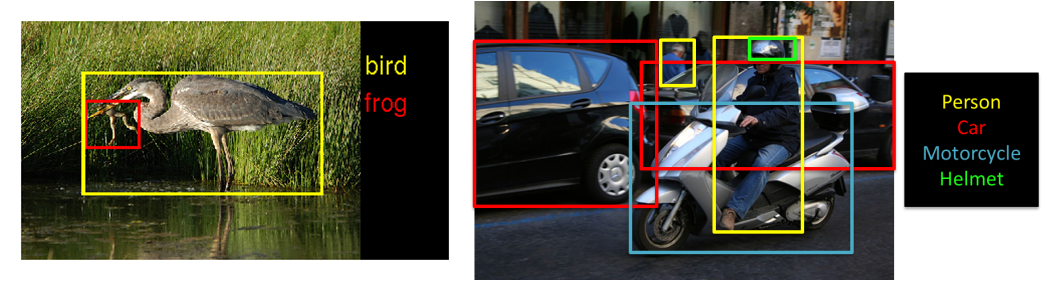 bird
frog
Person
Car
Motorcycle
Helmet